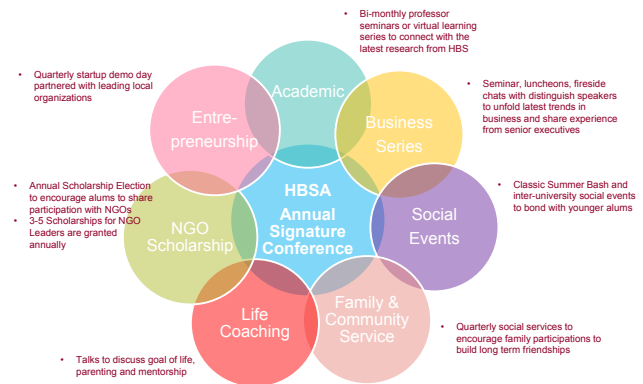 • Bi-monthly professor
seminars or virtual learning
series to connect with the
latest research from HBS
• Quarterly startup demo day
partnered with leading local
organizations
Academic
Entre-
preneurship
Business
Series
• Seminar, luncheons, fireside
chats with distinguish speakers
to unfold latest trends in
business and share experience
from senior executives
• Annual Scholarship Election
to encourage alums to share
participation with NGOs
• 3-5 Scholarships for NGO
Leaders are granted
annually
NGO
Scholarship
HBSA
Annual
Signature
Conference
Social
Events
• Classic Summer Bash and
inter-university social events
to bond with younger alums
Life
Coaching
Family &
Community
Service
• Quarterly social services to
encourage family participations to
build long term friendships
• Talks to discuss goal of life,
parenting and mentorship